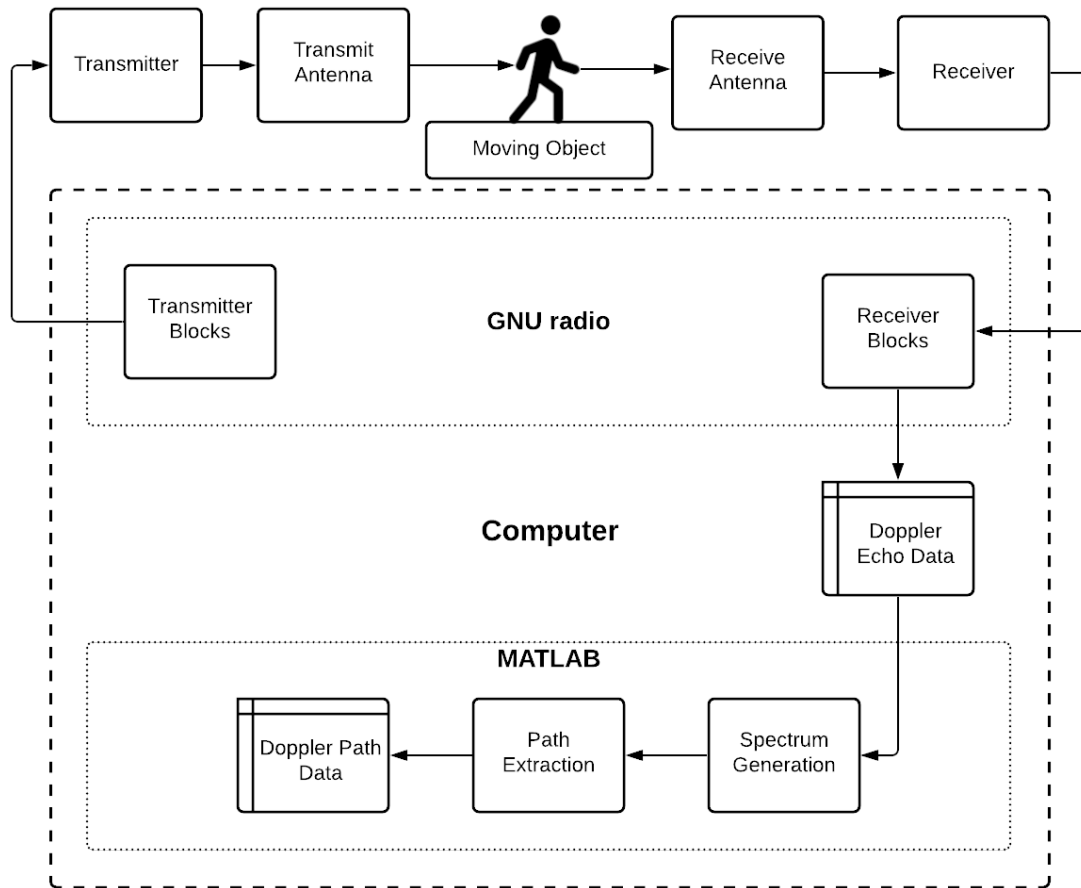 Transmitter
Transmit
Antenna
Moving Object
Receive
Antenna
Receiver
Transmitter
Blocks
GNU radio
Receiver
Blocks
Computer
Doppler
Echo Data
MATLAB
Doppler Path
Data
Path
Extraction
Spectrum
Generation